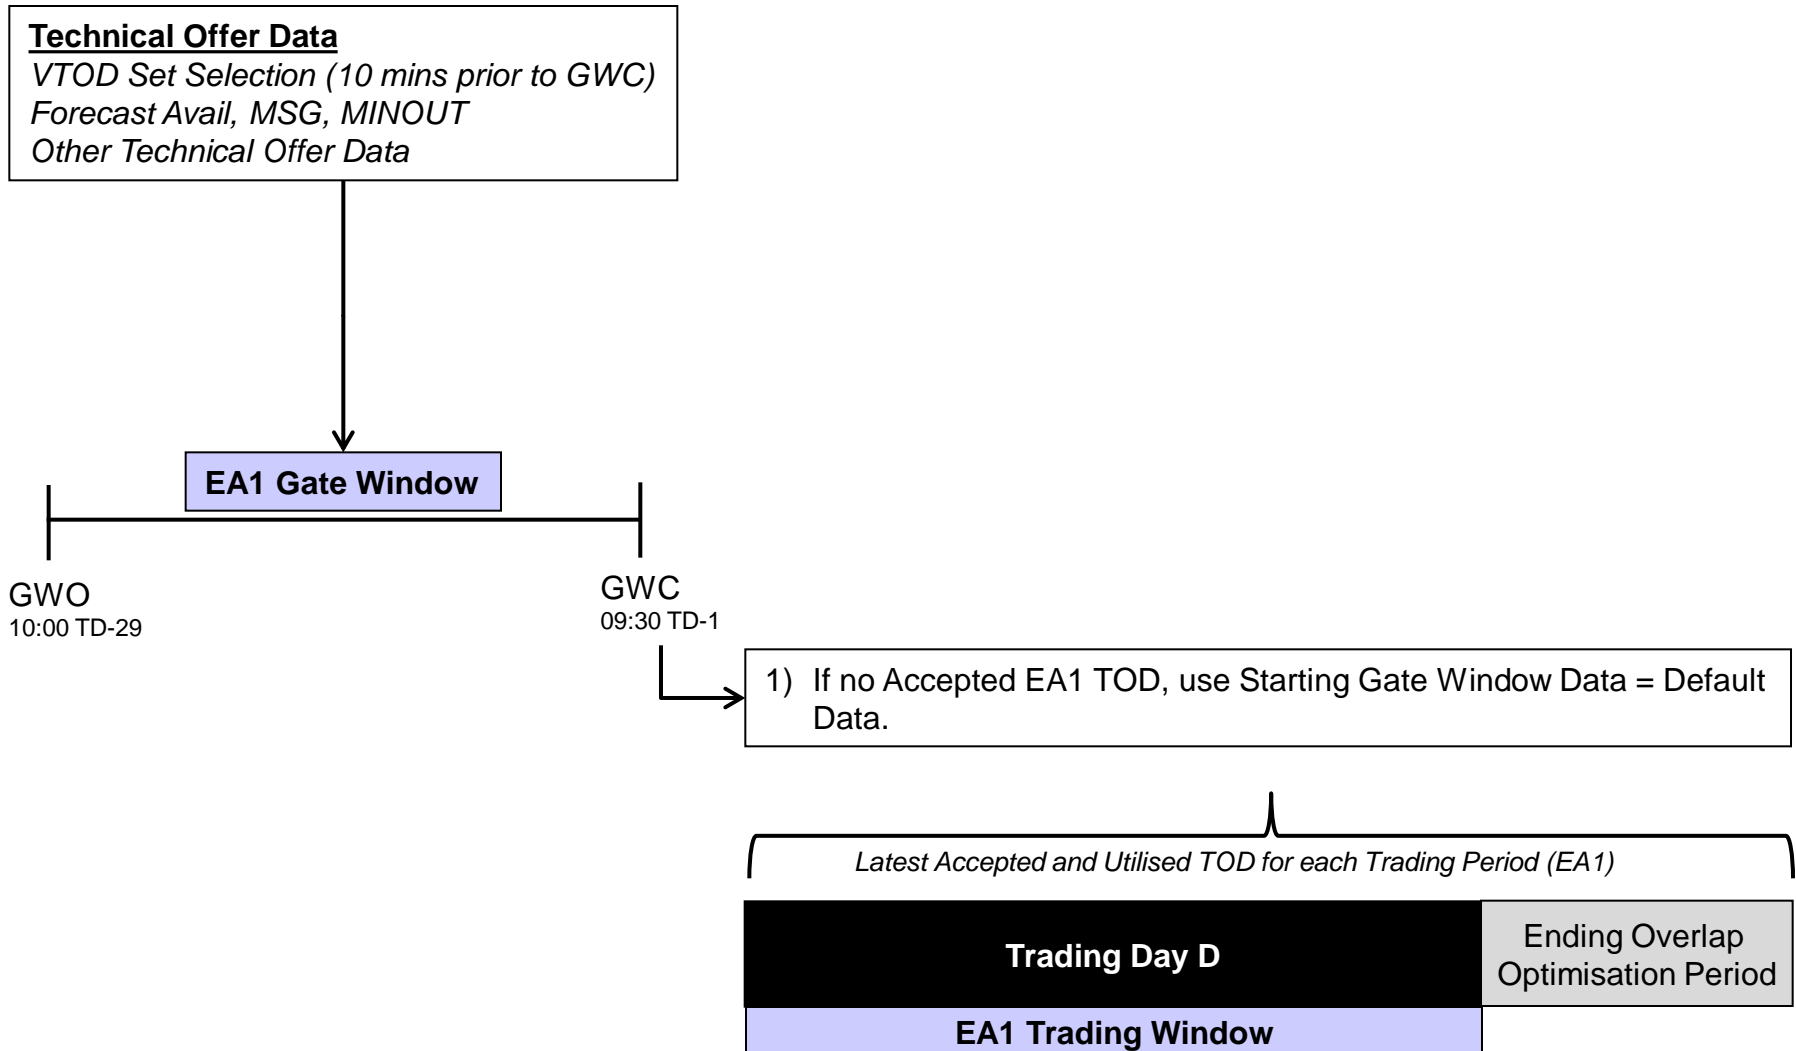 Technical Offer Data
VTOD Set Selection (10 mins prior to GWC)
Forecast Avail, MSG, MINOUT
Other Technical Offer Data
EA1 Gate Window
GWO
10:00 TD-29
GWC
09:30 TD-1
1) If no Accepted EA1 TOD, use Starting Gate Window Data = Default
Data.
Latest Accepted and Utilised TOD for each Trading Period (EA1)
Trading Day D
Ending Overlap
Optimisation Period
EA1 Trading Window